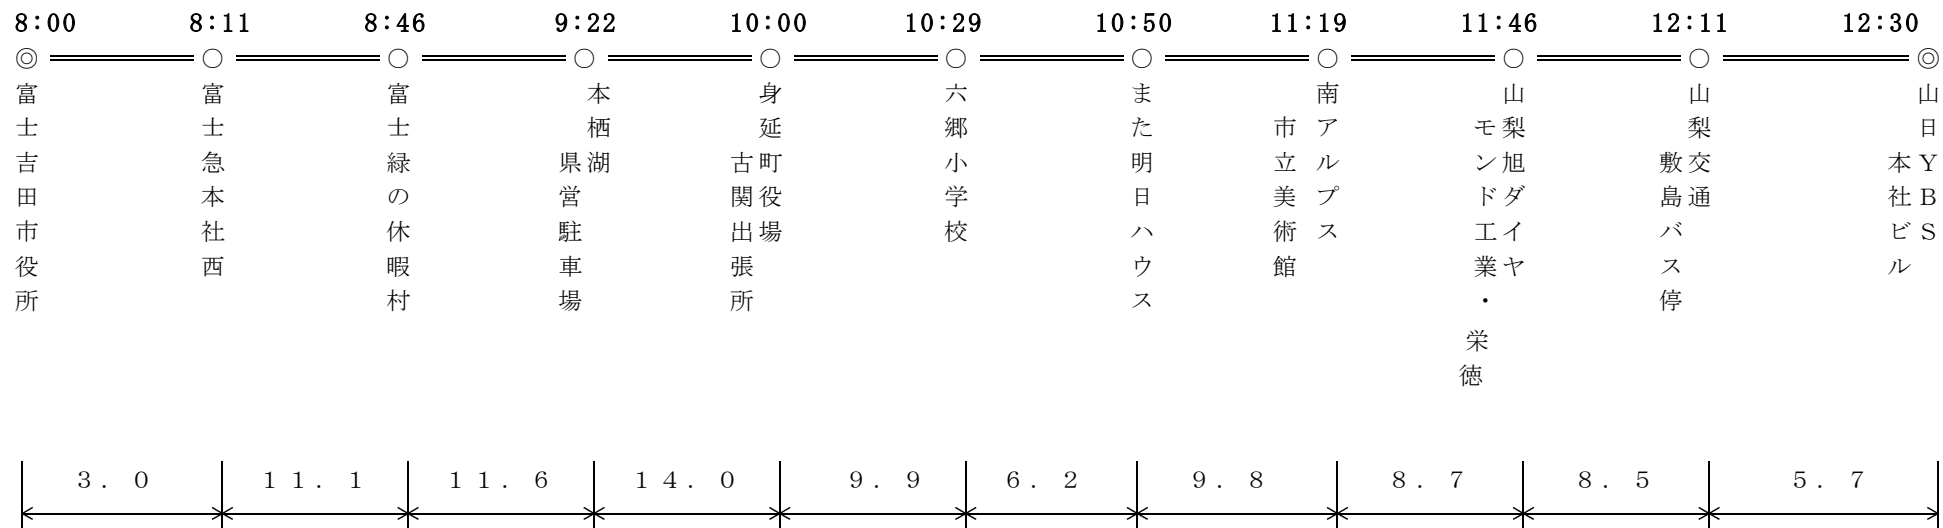 8:00 8:11 8:46 9:22 10:00 10:29 10:50 11:19 11:46 12:11 12:30
富士吉田市役所
富士急本社西
富士緑の休暇村
本栖湖
県営駐車場
身延町役場
古関出張所
六郷小学校
また明日ハウス
南アルプス
市立美術館
山梨旭ダイヤ
モンド工業・栄徳
山梨交通
敷島バス停
山日YBS
本社ビル
3.0 11.1 11.6 14.0 9.9 6.2 9.8 8.7 8.5 5.7